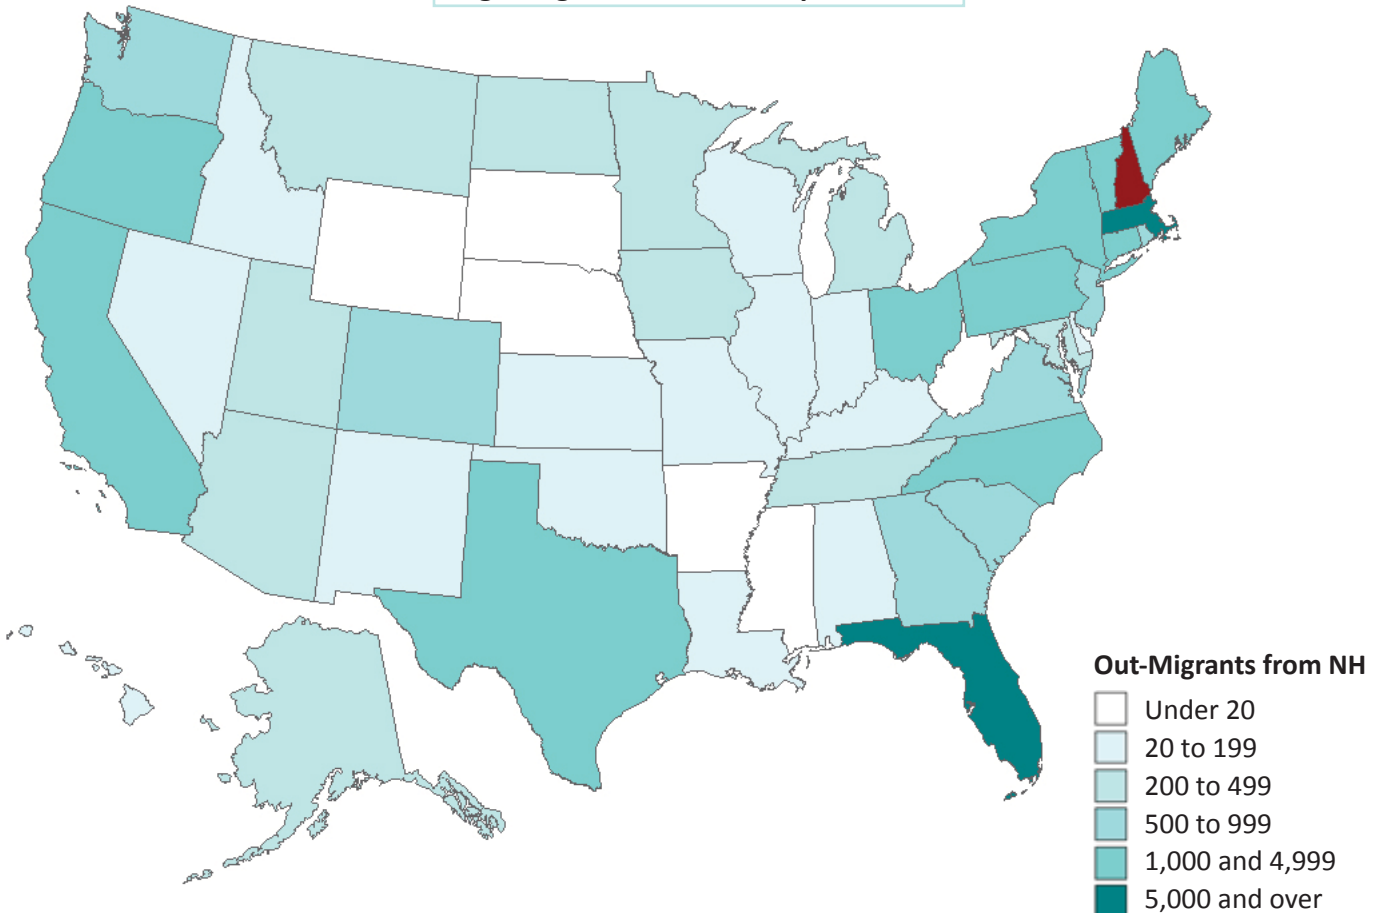 Out-Migrants from NH
Under 20
20 to 199
200 to 499
500 to 999
1,000 and 4,999
5,000 and over